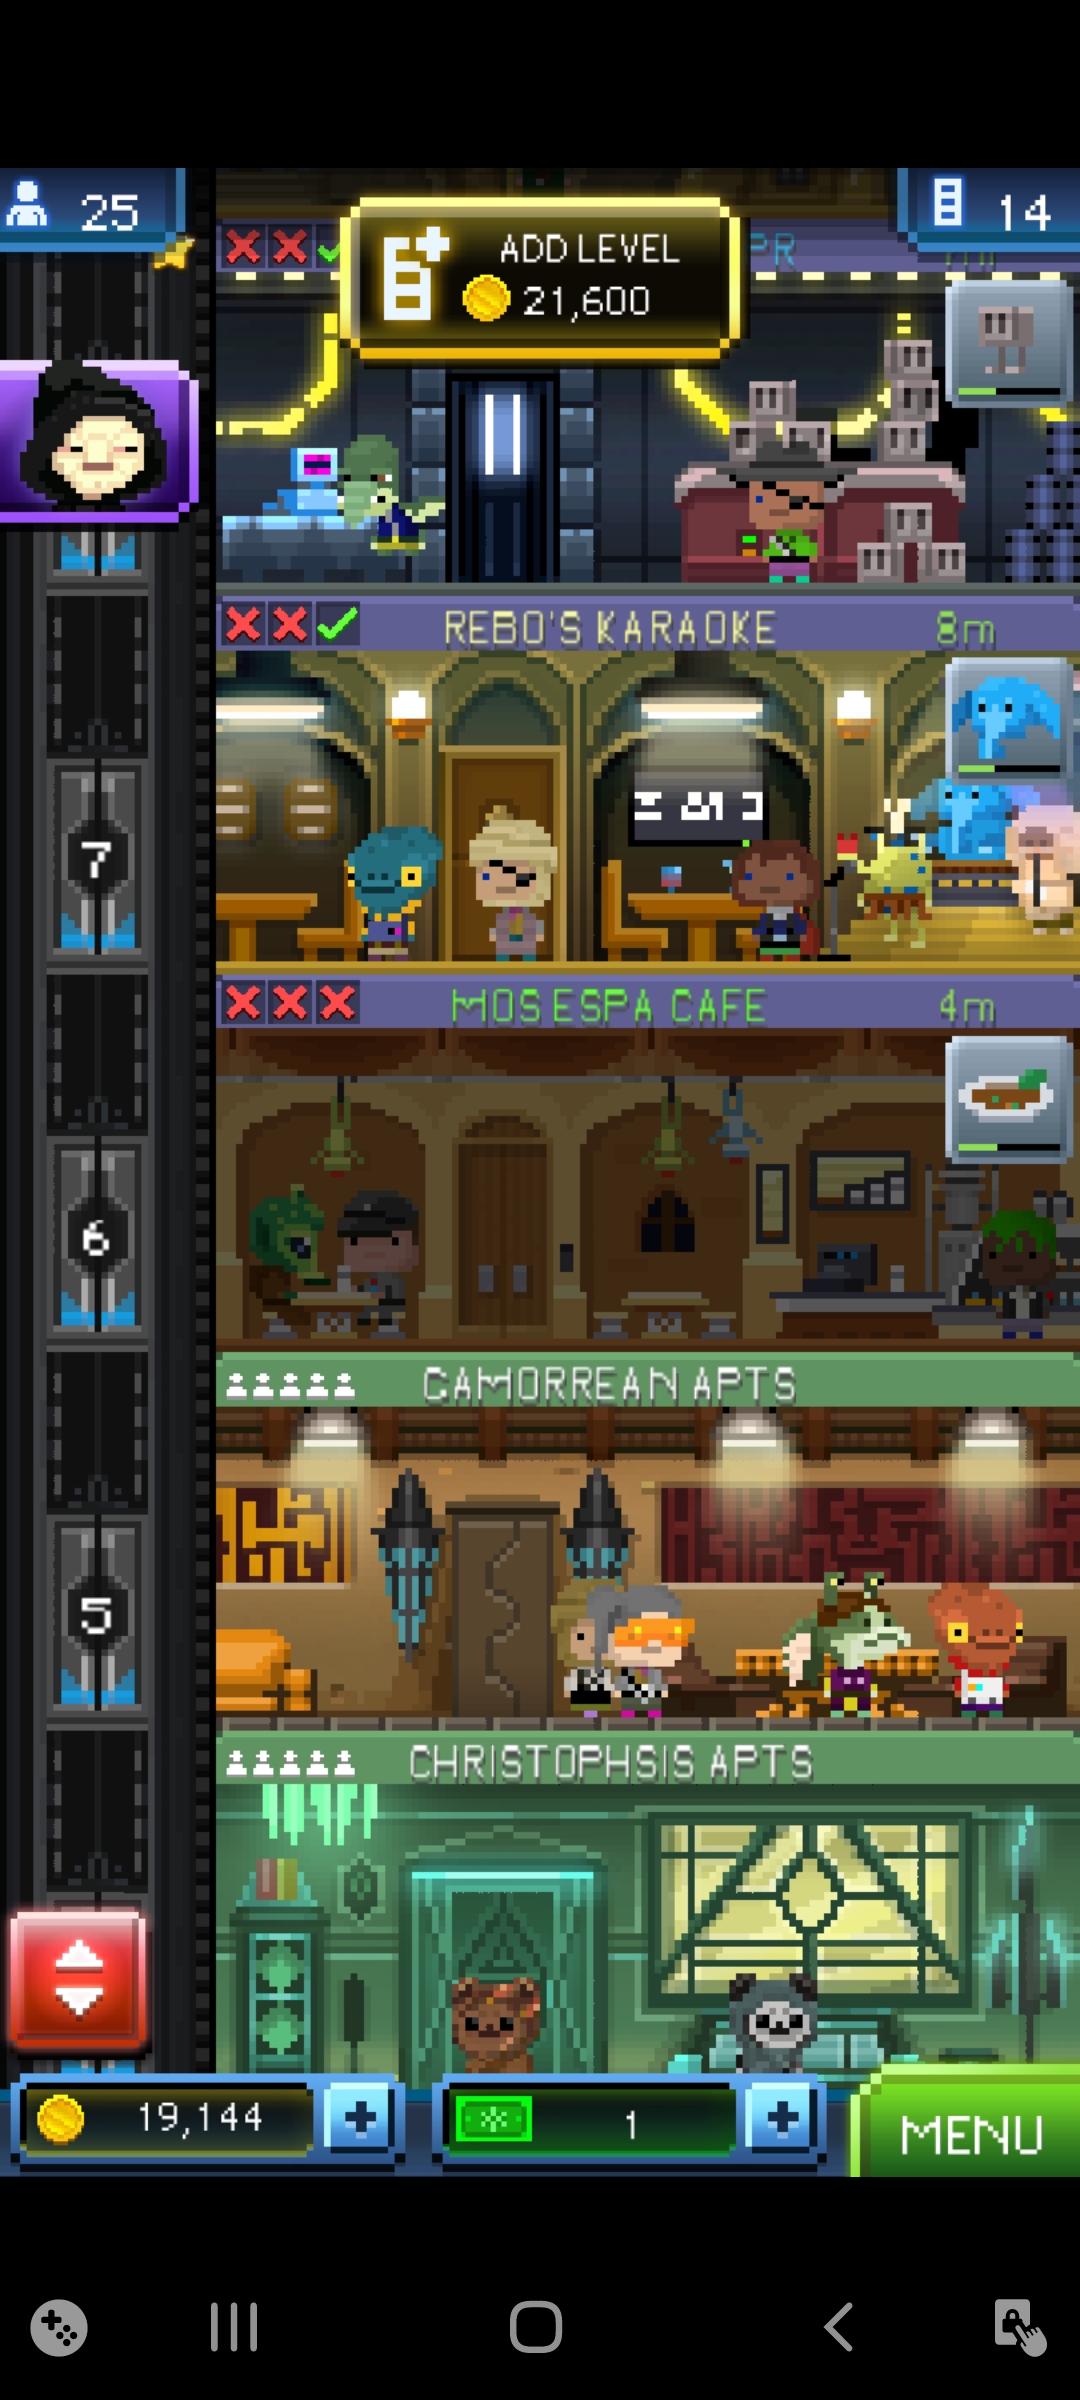 25
ADD LEVEL
21,600
14
PR
REBO'S KARAOKE
8m
7
MOS ESPA CAFE
4m
6
CAMORREAN APTS
5
CHRISTOPHSIS APTS
19,144
1
MENU